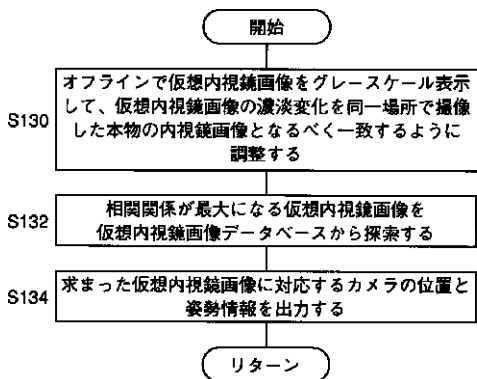 開始
S130
オフラインで仮想内視鏡画像をグレースケール表示
して、仮想内視鏡画像の濃淡変化を同一場所で撮像
した本物の内視鏡画像となるべく一致するように
調整する
S132
相関関係が最大になる仮想内視鏡画像を
仮想内視鏡画像データベースから探索する
S134
求まった仮想内視鏡画像に対応するカメラの位置と
姿勢情報を出力する
リターン